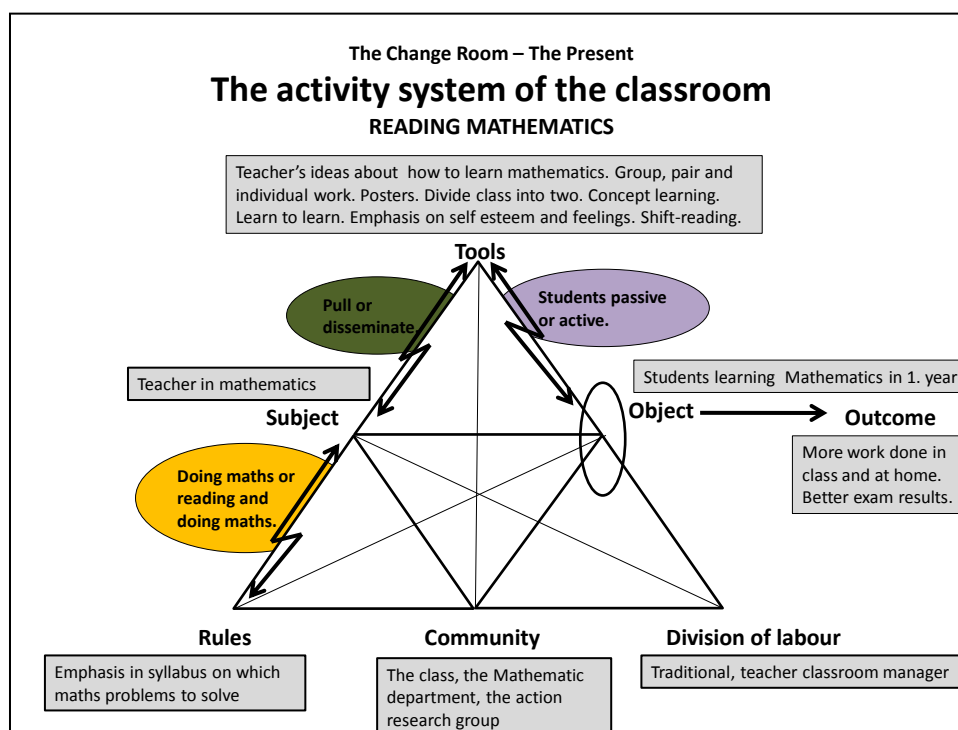 The Change Room – The Present
The activity system of the classroom
READING MATHEMATICS
Teacher's ideas about how to learn mathematics. Group, pair and
individual work. Posters. Divide class into two. Concept learning.
Learn to learn. Emphasis on self esteem and feelings. Shift-reading.
Tools
Pull or
disseminate.
Students passive
or active.
Teacher in mathematics
Students learning Mathematics in 1. year
Subject
Object
Outcome
More work done in
class and at home.
Better exam results.
Doing maths or
reading and
doing maths.
Rules
Community
Division of labour
Emphasis in syllabus on which
maths problems to solve
The class, the Mathematic
department, the action
research group
Traditional, teacher classroom manager